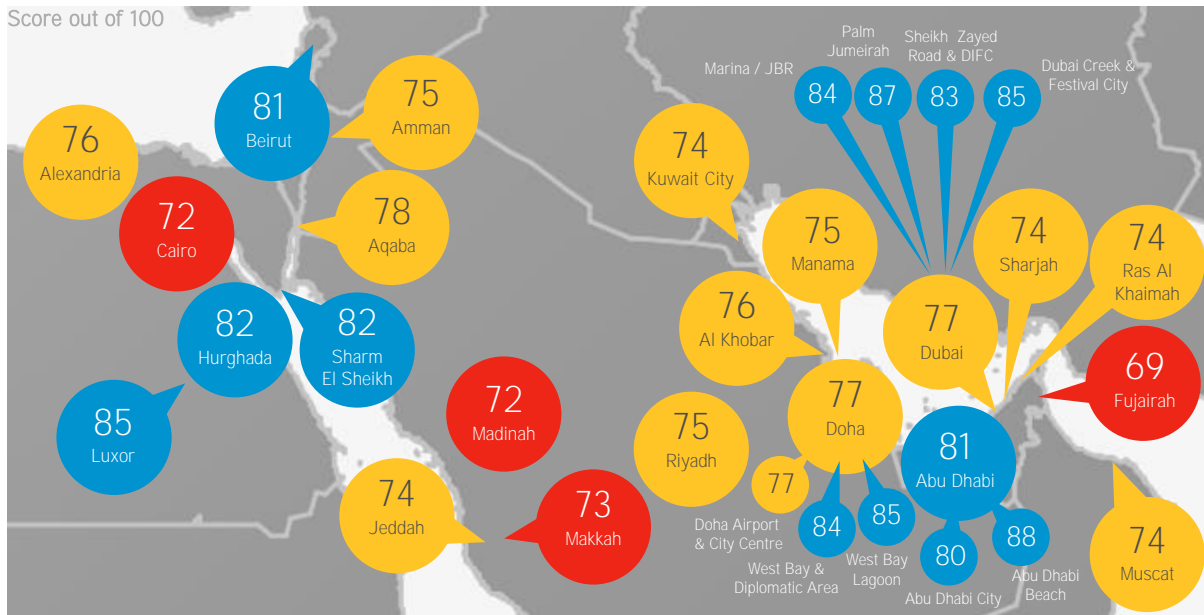 Score out of 100
81
Beirut
75
Amman
76
Alexandria
72
Cairo
78
Aqaba
82
Hurghada
82
Sharm
El Sheikh
85
Luxor
72
Madinah
74
Jeddah
73
Makkah
74
Kuwait City
75
Manama
76
Al Khobar
75
Riyadh
77
Doha
77
Doha Airport
& City Centre
84
West Bay &
Diplomatic Area
85
West Bay
Lagoon
Marina / JBR
84
Palm
Jumeirah
87
Sheikh Zayed
Road & DIFC
83
Dubai Creek &
Festival City
85
77
Dubai
74
Sharjah
74
Ras Al
Khaimah
69
Fujairah
81
Abu Dhabi
80
Abu Dhabi City
88
Abu Dhabi
Beach
74
Muscat